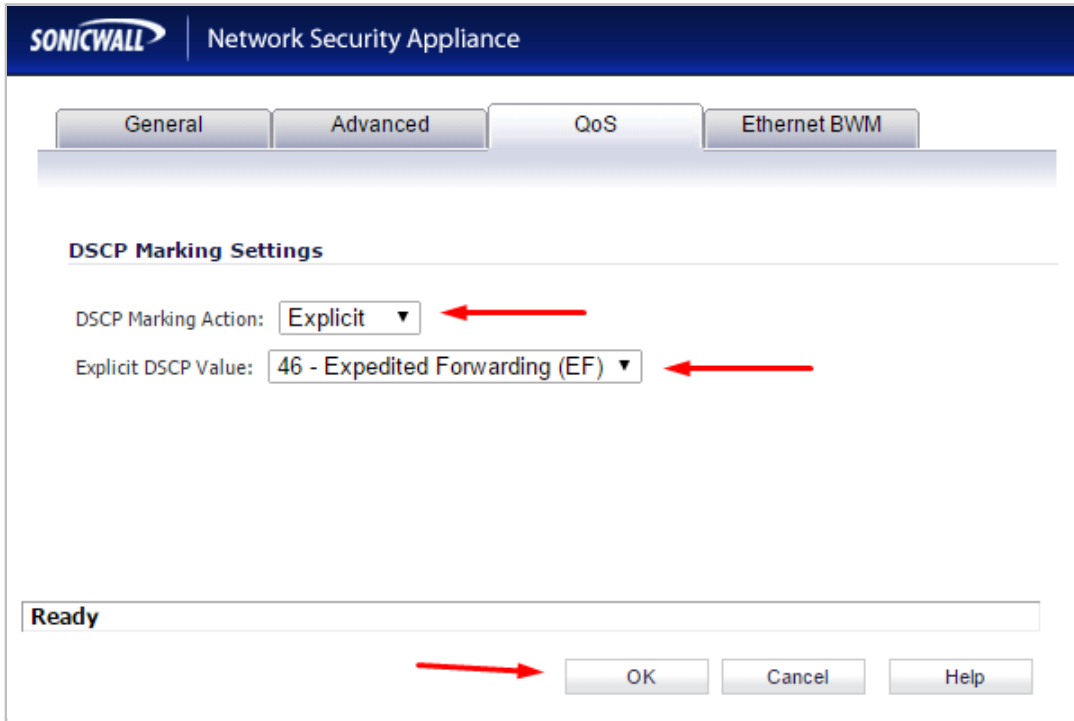 SONICWALL Network Security Appliance
General Advanced QoS Ethernet BWM
DSCP Marking Settings
DSCP Marking Action: Explicit
Explicit DSCP Value: 46 - Expedited Forwarding (EF)
Ready
OK Cancel Help